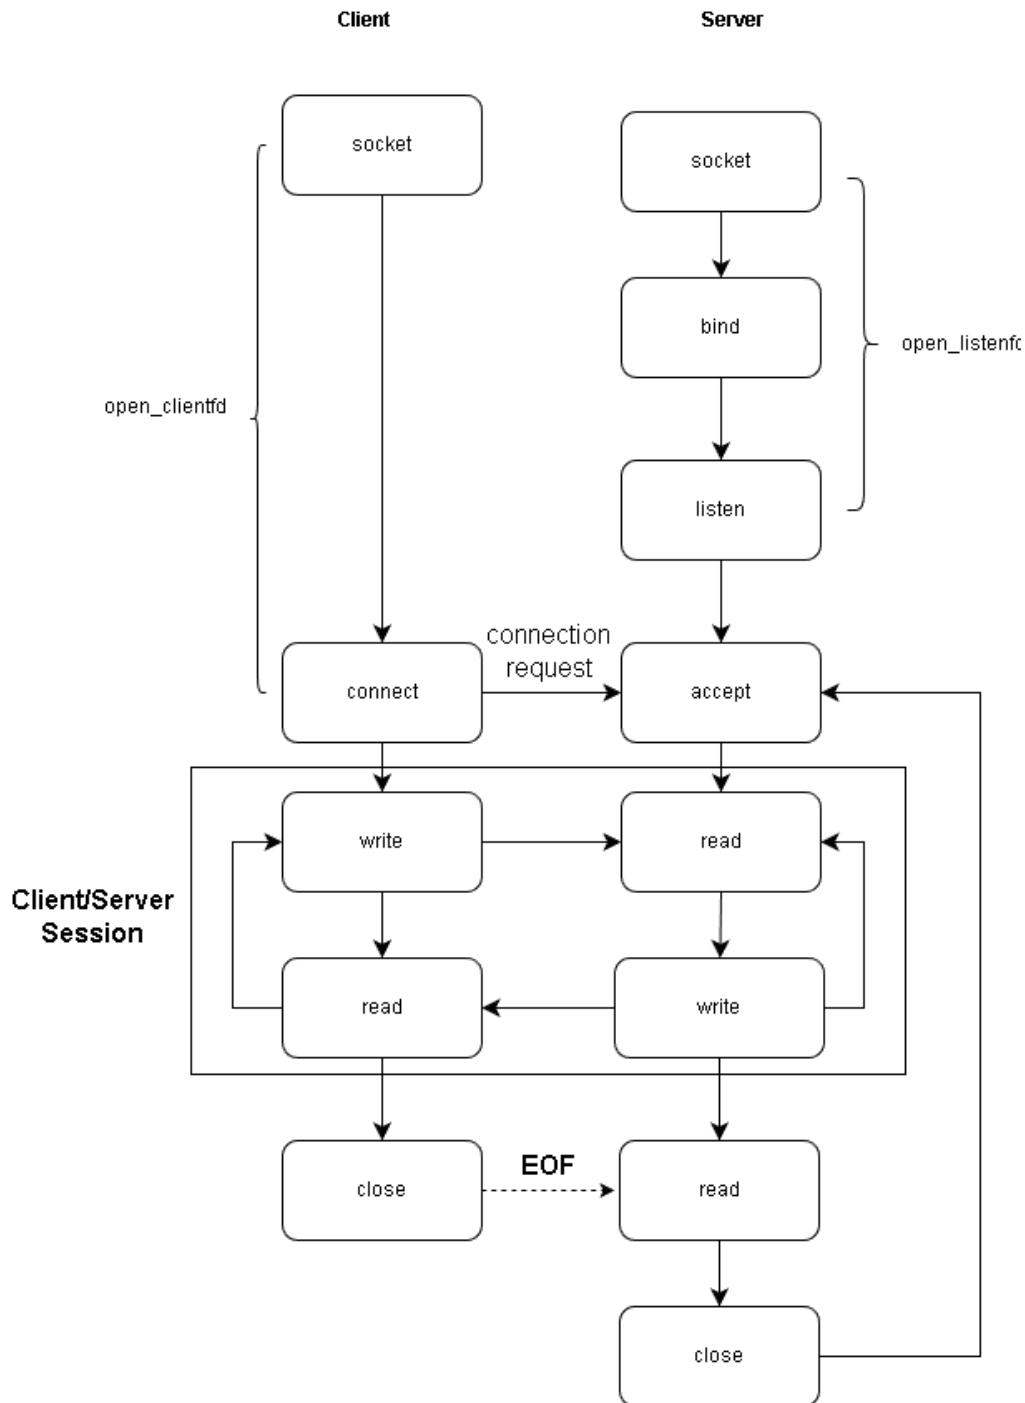 Client
Server
socket
socket
bind
open_listenfd
open_clientfd
listen
connection
request
connect
accept
write
read
Client/Server
Session
read
write
close
EOF
read
close